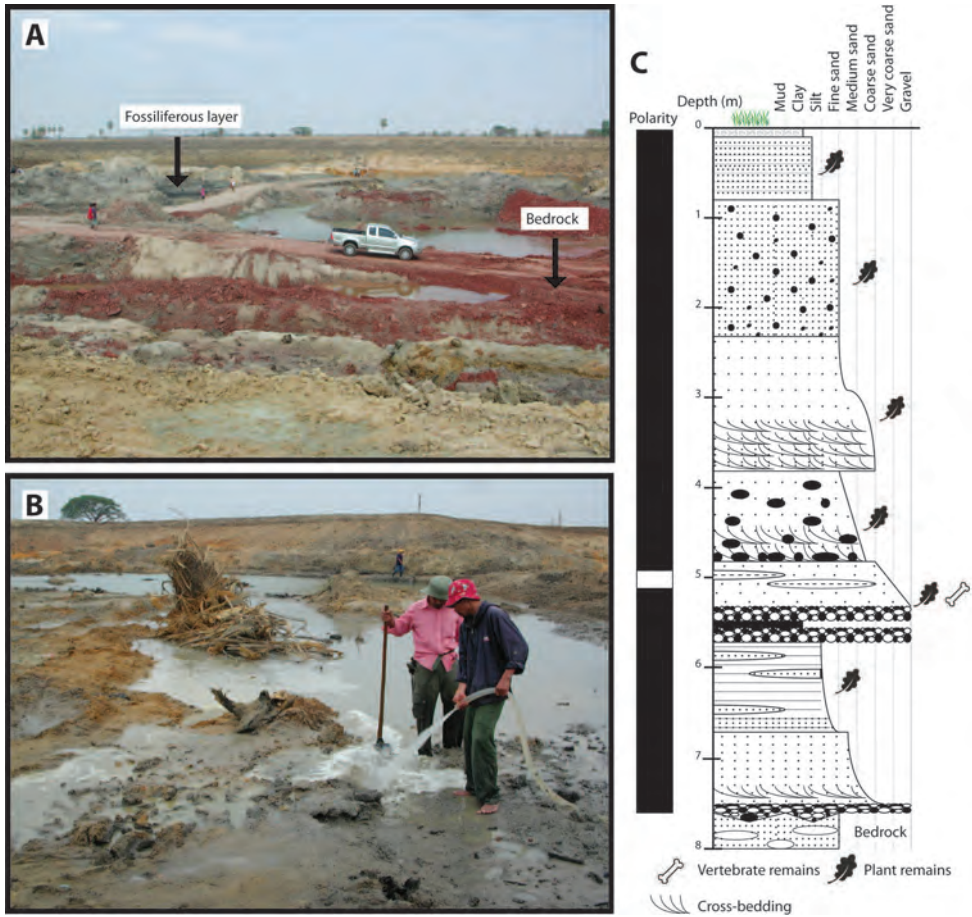 A
Fossiliferous layer
Bedrock
B
C
Depth (m)
Polarity
Mud
Clay
Silt
Fine sand
Medium sand
Coarse sand
Very coarse sand
Gravel
0
1
2
3
4
5
6
7
8
Bedrock
Vertebrate remains
Plant remains
Cross-bedding